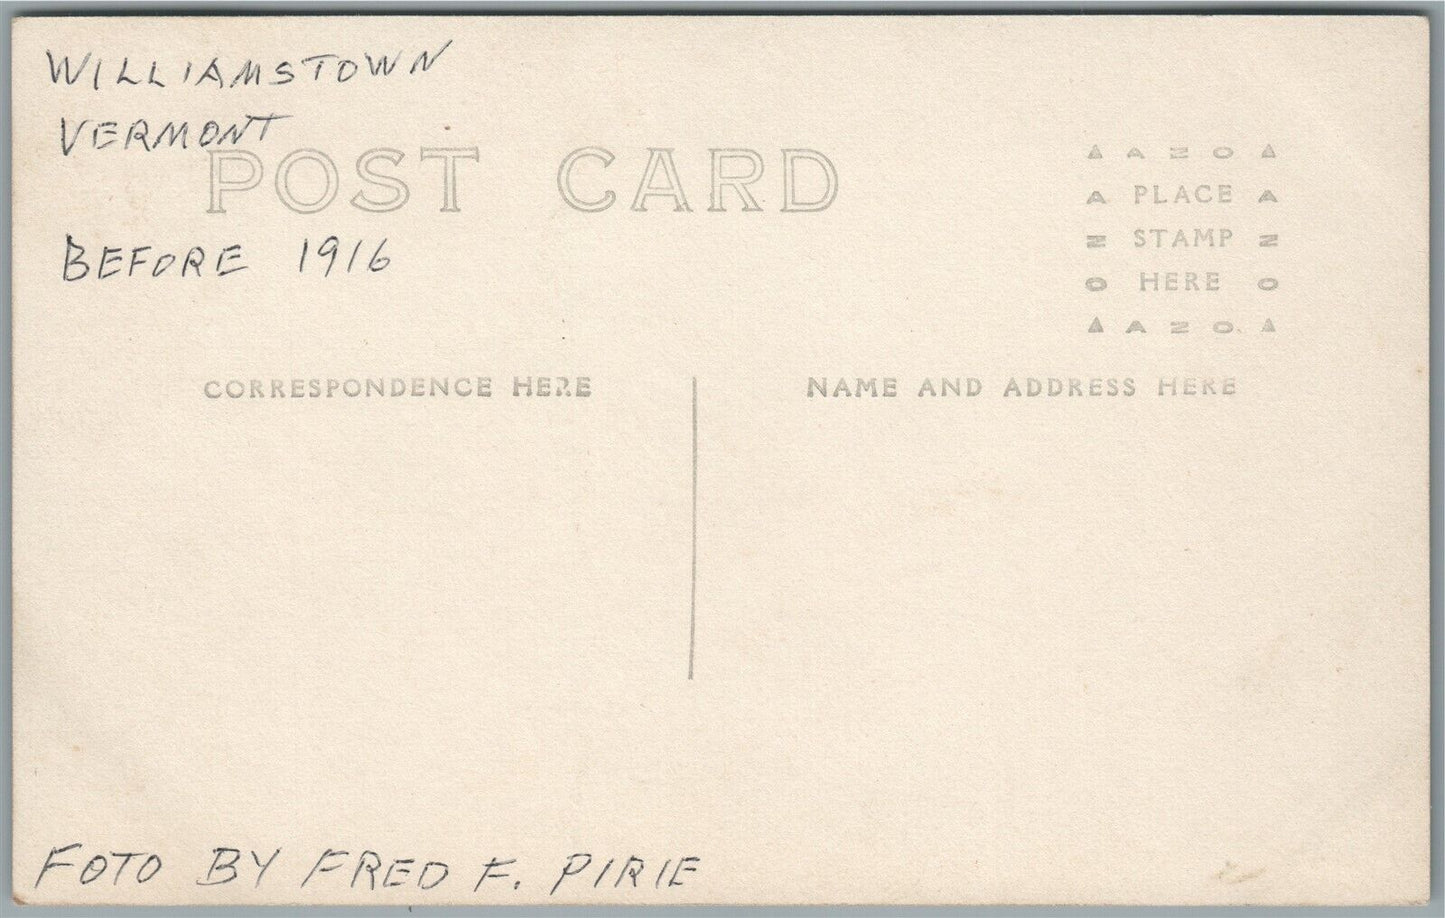 WILLIAMSTOWN
VERMONT
POST CARD
BEFORE 1916
AZO
A PLACE A
N STAMP N
O HERE O
AZO
CORRESPONDENCE HERE
NAME AND ADDRESS HERE
FOTO BY FRED F. PIRIE